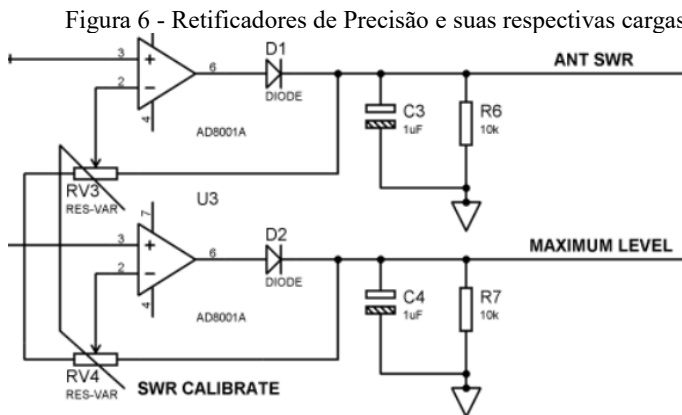 Figura 6 - Retificadores de Precisão e suas respectivas cargas
3
2
6
4
AD8001A
D1
DIODE
ANT SWR
C3
1uF
R6
10k
RV3
RES-VAR
U3
7
3
2
6
4
AD8001A
D2
DIODE
MAXIMUM LEVEL
C4
1uF
R7
10k
RV4
RES-VAR
SWR CALIBRATE